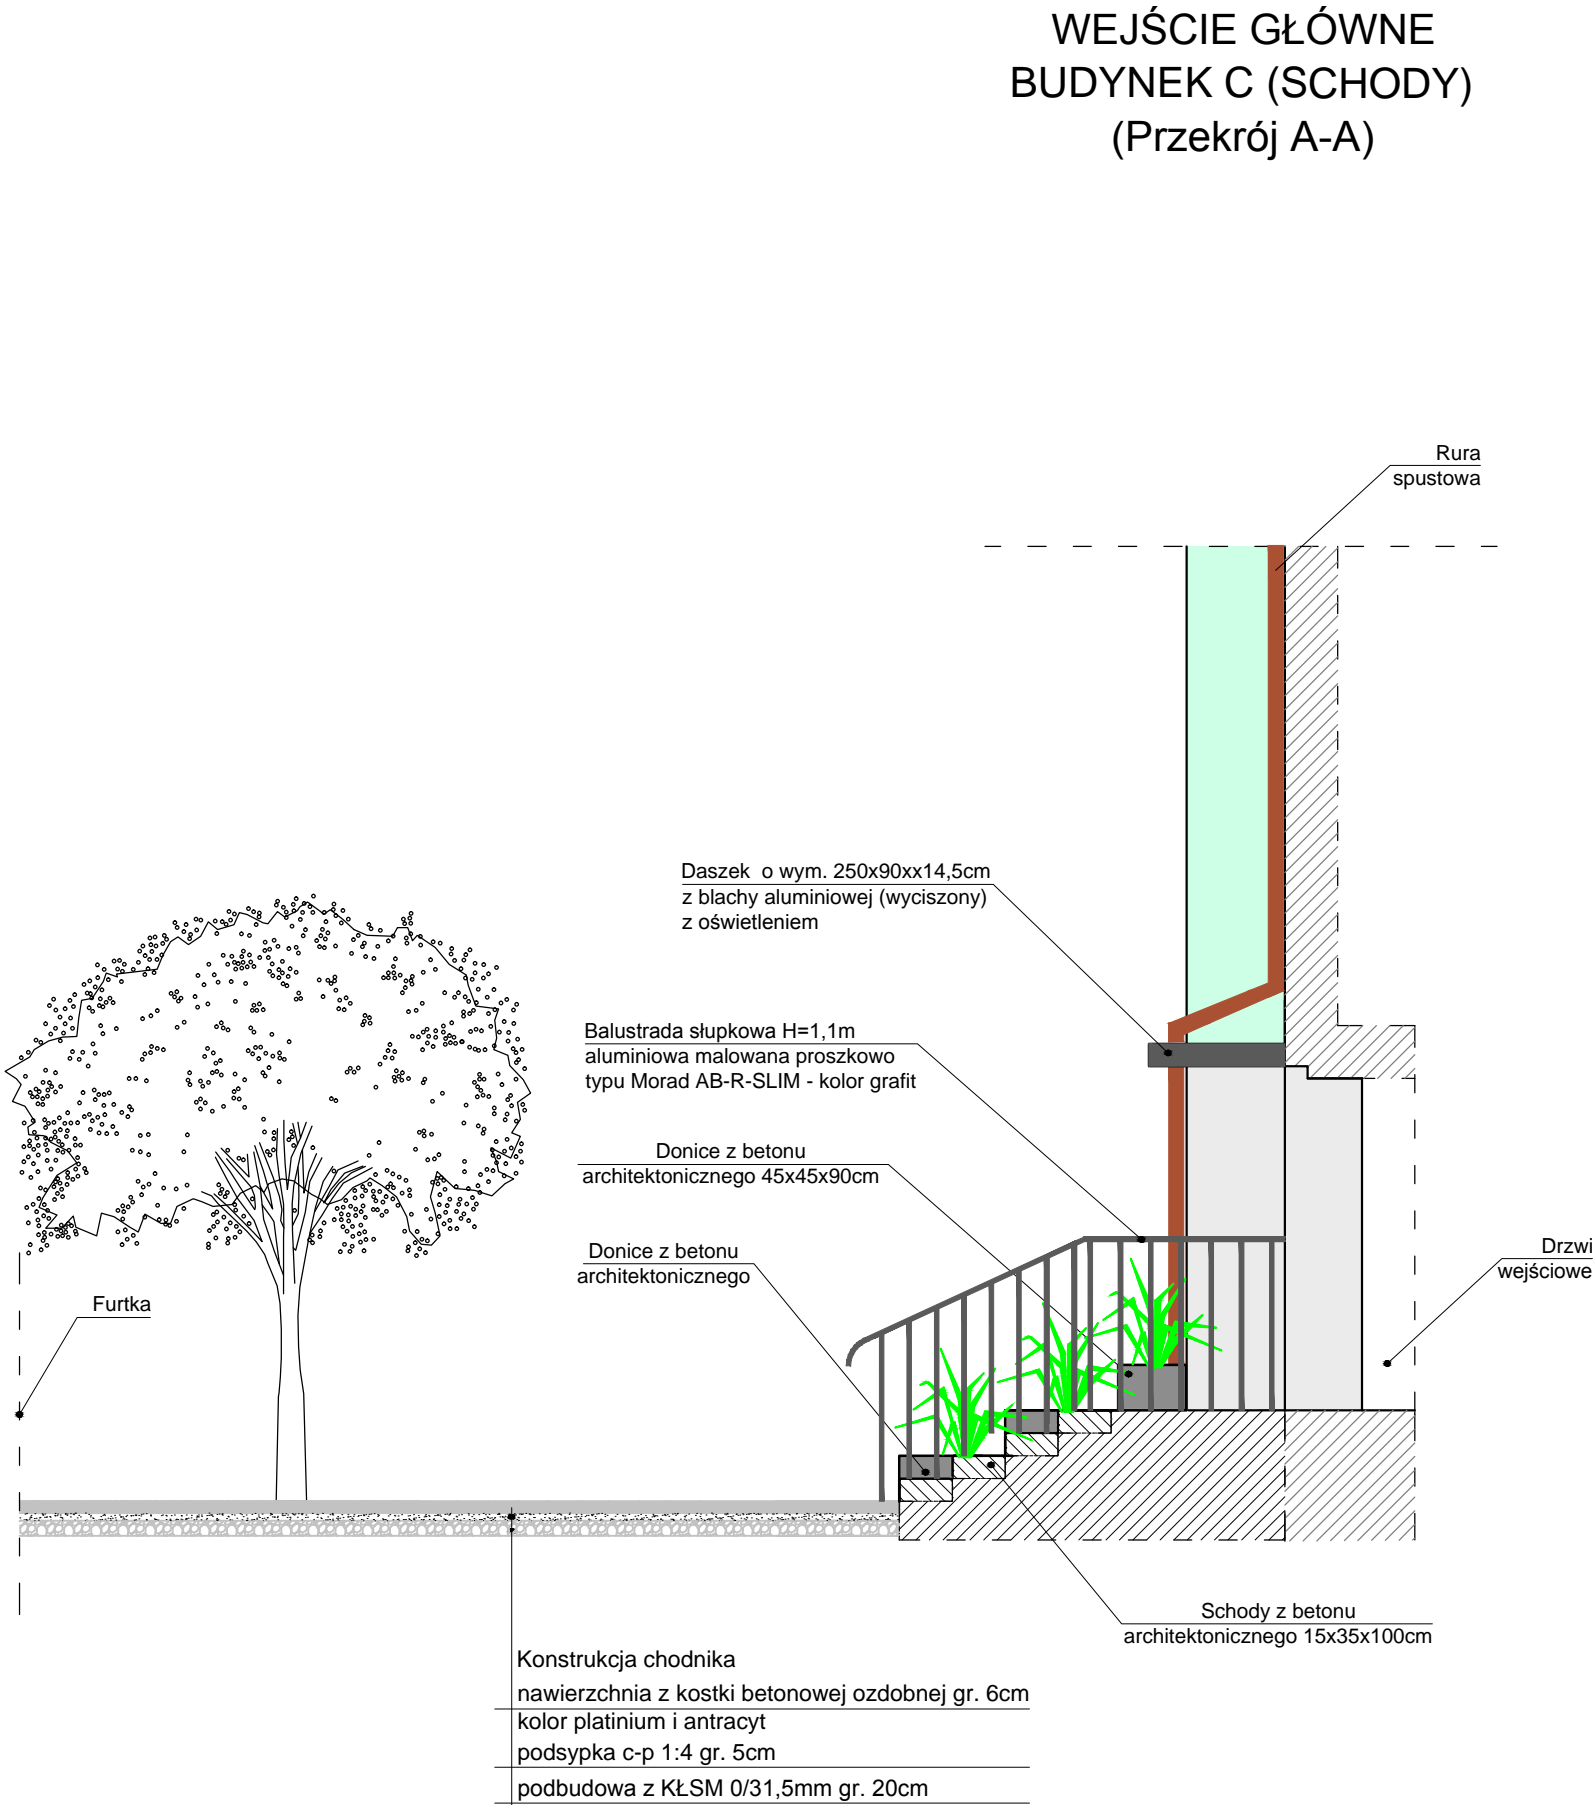 WEJŚCIE GŁÓWNE
BUDYNEK C (SCHODY)
(Przekrój A-A)
Rura
spustowa
Daszek o wym. 250x90xx14,5cm
z blachy aluminiowej (wyciszony)
z oświetleniem
Balustrada słupkowa H=1,1m
aluminiowa malowana proszkowo
typu Morad AB-R-SLIM - kolor grafit
Donice z betonu
architektonicznego 45x45x90cm
Donice z betonu
architektonicznego
Drzwi
wejściowe
Furtka
Schody z betonu
architektonicznego 15x35x100cm
Konstrukcja chodnika
nawierzchnia z kostki betonowej ozdobnej gr. 6cm
kolor platinium i antracyt
podsypka c-p 1:4 gr. 5cm
podbudowa z KŁSM 0/31,5mm gr. 20cm